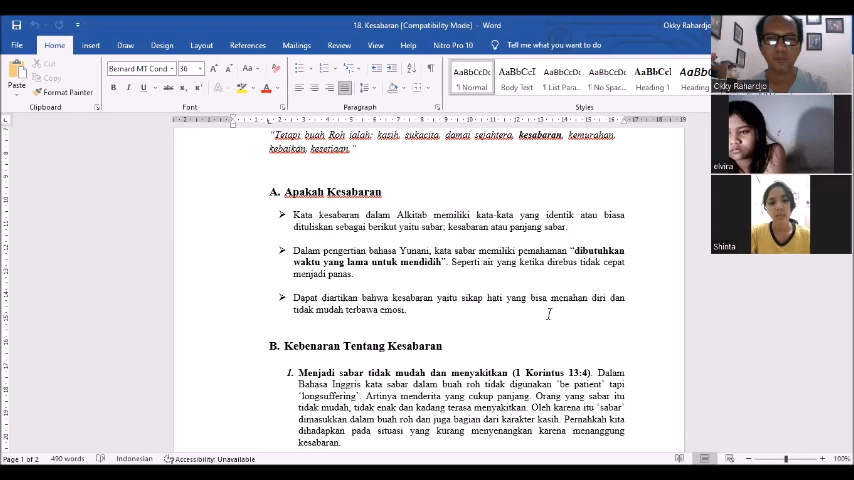 18. Kesabaran [Compatibility Mode] - Word
Okky Rahardjo
File Home Insert Draw Design Layout References Mailings Review View Help Nitro Pro 10 Tell me what you want to do
Paste
Cut
Copy
Format Painter
Clipboard
Bernard MT Cond 36
Font
Paragraph
AaBbCcDc AaBbCcI AaBbCcDc AaBbCcDc AaBbCcl AaBbCcD
¶ Normal Body Text ¶ List Para... ¶ No Spac... Heading 1
Styles
"Tetapi buah Roh ialah: kasih, sukacita, damai sejahtera, kesabaran, kemurahan,
kebaikan, kesetiaan."
A. Apakah Kesabaran
➢ Kata kesabaran dalam Alkitab memiliki kata-kata yang identik atau biasa
dituliskan sebagai berikut yaitu sabar; kesabaran atau panjang sabar.
➢ Dalam pengertian bahasa Yunani, kata sabar memiliki pemahaman "dibutuhkan
waktu yang lama untuk mendidih". Seperti air yang ketika direbus tidak cepat
menjadi panas.
➢ Dapat diartikan bahwa kesabaran yaitu sikap hati yang bisa menahan diri dan
tidak mudah terbawa emosi.
B. Kebenaran Tentang Kesabaran
1. Menjadi sabar tidak mudah dan menyakitkan (1 Korintus 13:4). Dalam
Bahasa Inggris kata sabar dalam buah roh tidak digunakan 'be patient' tapi
'longsuffering'. Artinya menderita yang cukup panjang. Orang yang sabar itu
tidak mudah, tidak enak dan kadang terasa menyakitkan. Oleh karena itu 'sabar'
dimasukkan dalam buah roh dan juga bagian dari karakter kasih. Pernahkah kita
dihadapkan pada situasi yang kurang menyenangkan karena menanggung
kesabaran.
Page 1 of 2 490 words Indonesian Accessibility: Unavailable 100%
Okky Rahardjo
elvira
Shinta